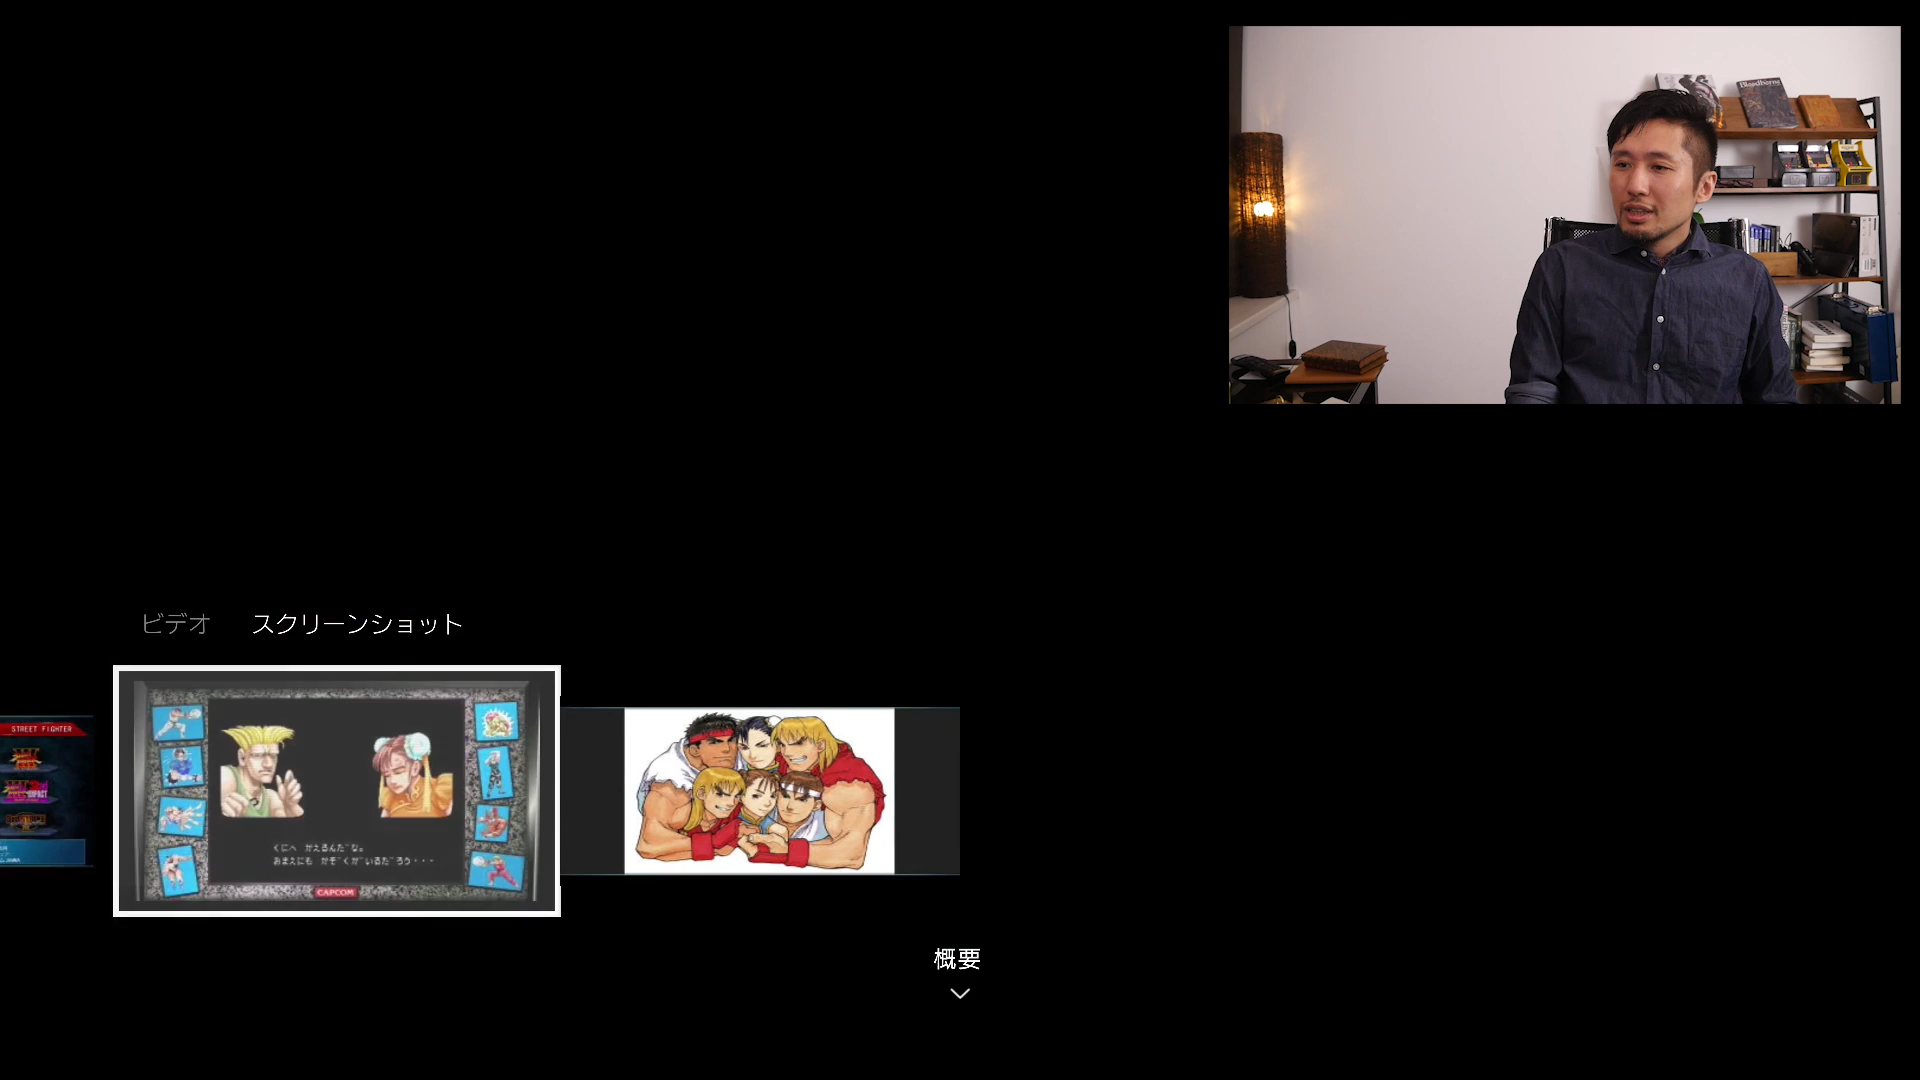 Bloodborne
ビデオ スクリーンショット
STREET FIGHTER
くにへ かえるんだな。
おまえにも かぞくがいるだろう・・・
CAPCOM
概要